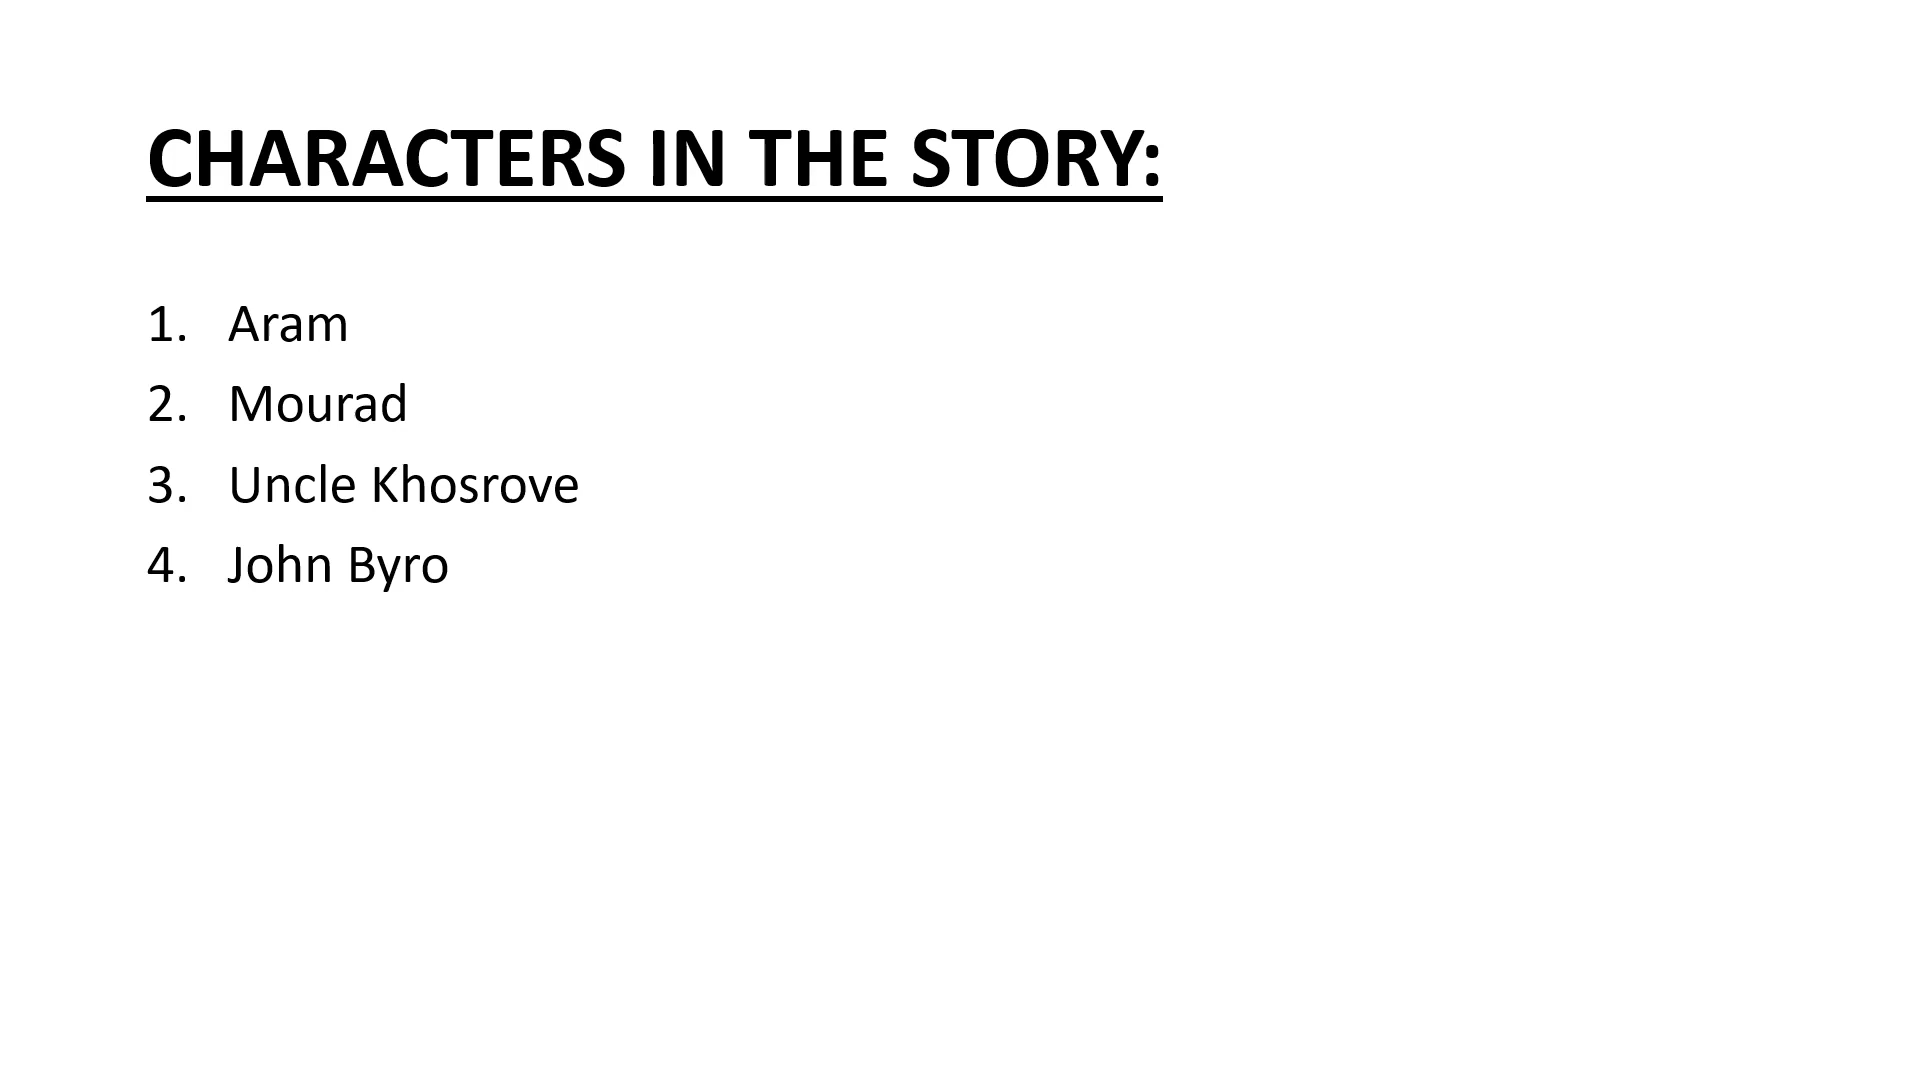 CHARACTERS IN THE STORY:
1. Aram
2. Mourad
3. Uncle Khosrove
4. John Byro